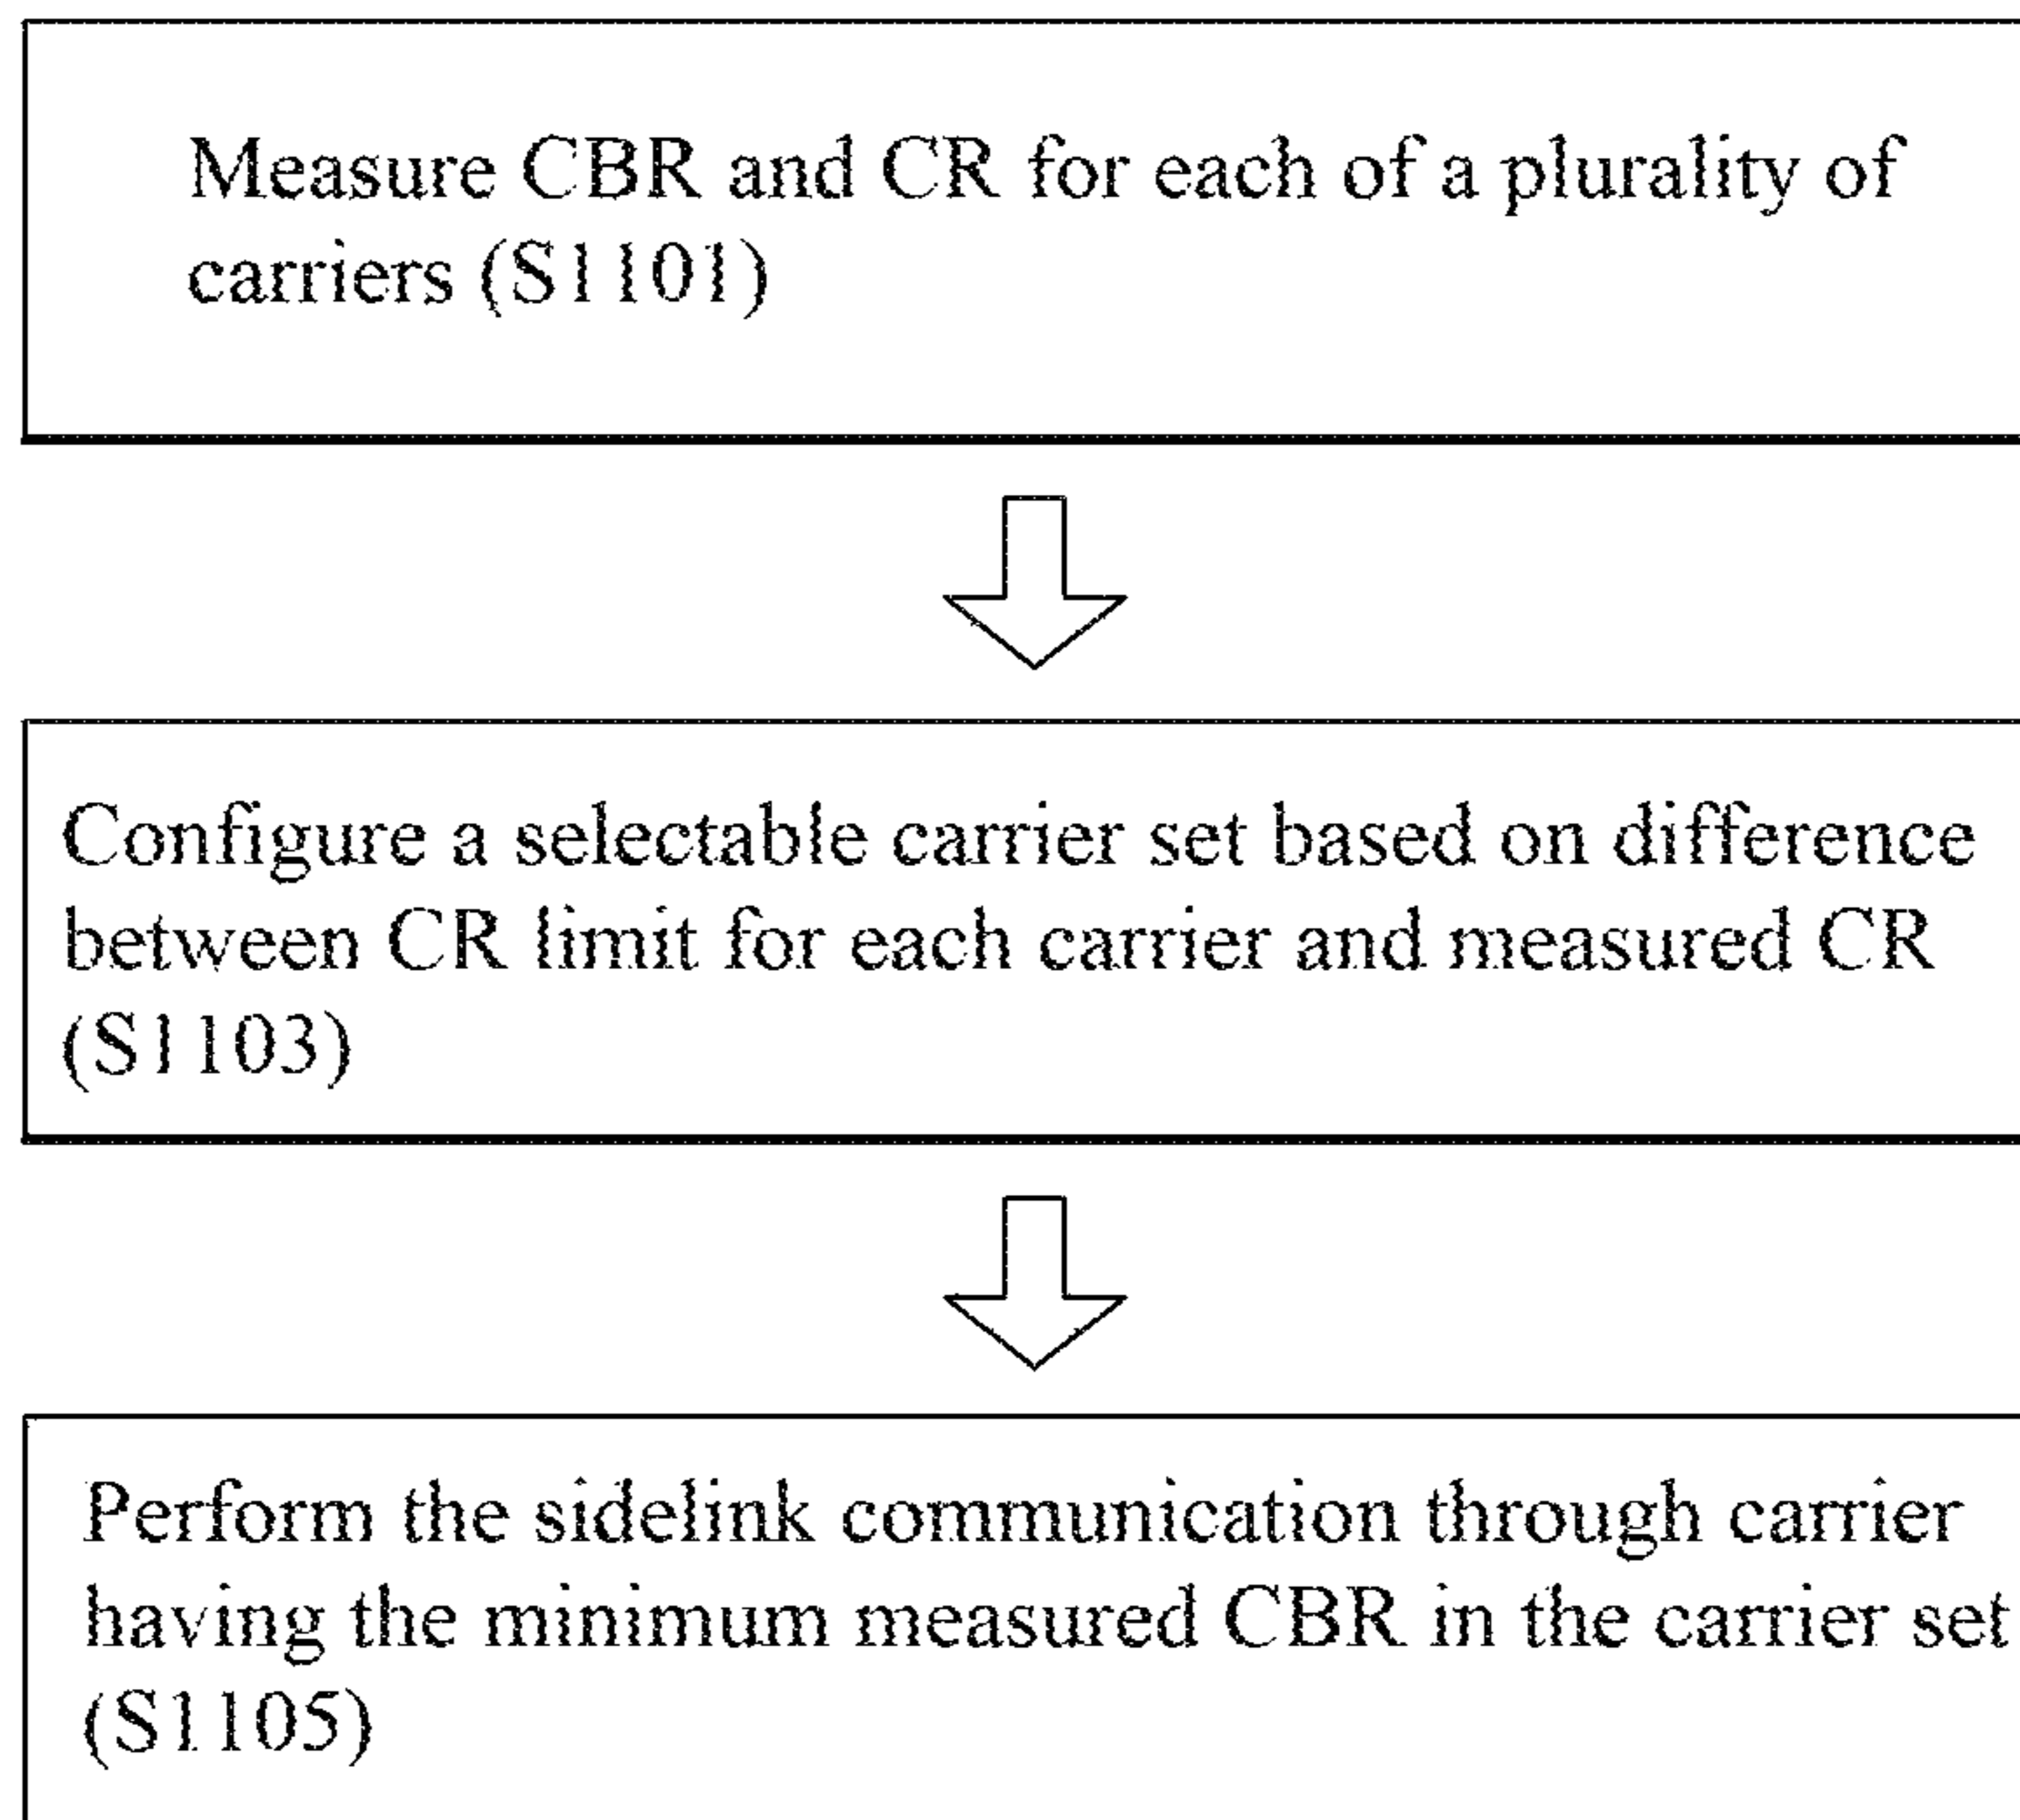 Measure CBR and CR for each of a plurality of
carriers (S1101)
Configure a selectable carrier set based on difference
between CR limit for each carrier and measured CR
(S1103)
Perform the sidelink communication through carrier
having the minimum measured CBR in the carrier set
(S1105)